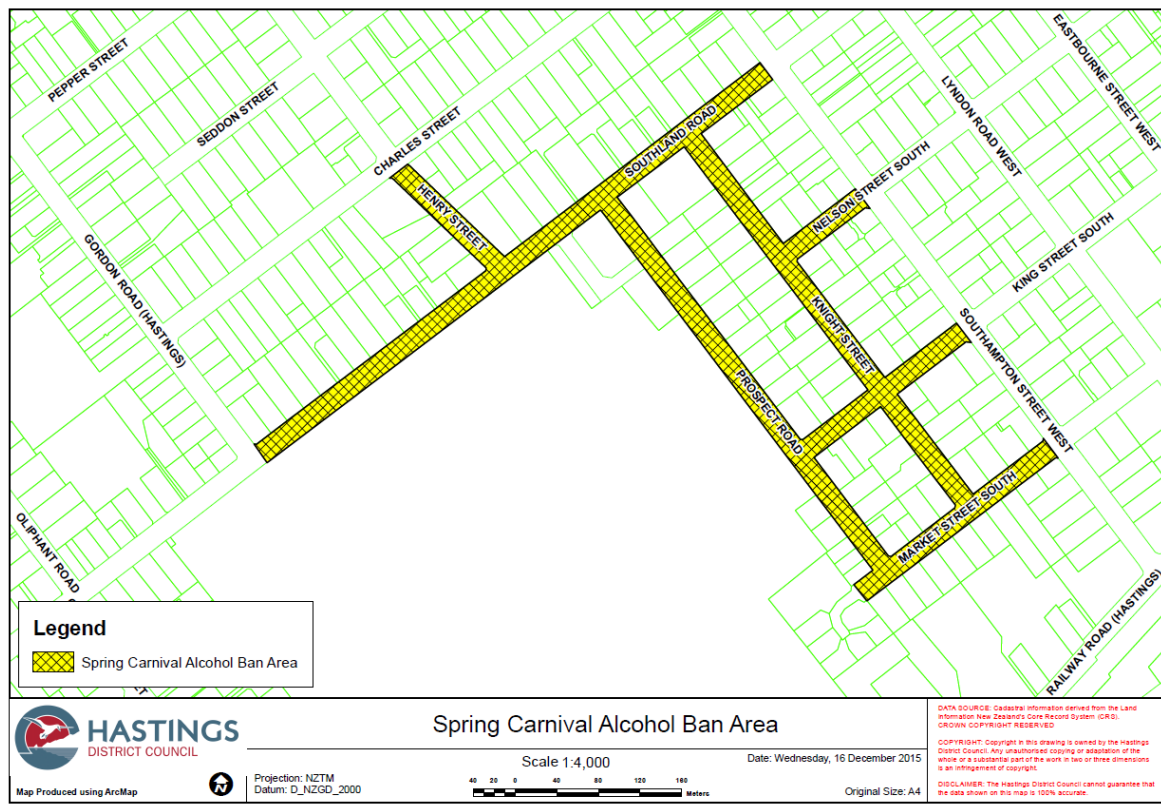 PEPPER STREET
SEDDON STREET
CHARLES STREET
HENRY STREET
SOUTHLAND ROAD
LYNDON ROAD WEST
EASTBOURNE STREET WEST
NELSON STREET SOUTH
KING STREET SOUTH
GORDON ROAD (HASTINGS)
KNIGHT STREET
SOUTHAMPTON STREET WEST
PROSPECT ROAD
MARKET STREET SOUTH
OLIPHANT ROAD
RAILWAY ROAD (HASTINGS)
Legend
Spring Carnival Alcohol Ban Area
HASTINGS
DISTRICT COUNCIL
Map Produced using ArcMap
N
Projection: NZTM
Datum: D_NZGD_2000
Spring Carnival Alcohol Ban Area
Scale 1:4,000
Date: Wednesday, 16 December 2015
40 20 0 40 80 120 160
Meters
Original Size: A4
DATA SOURCE: Cadastral information derived from the Land
Information New Zealand's Core Record System (CRS).
CROWN COPYRIGHT RESERVED
COPYRIGHT: Copyright in this drawing is owned by the Hastings
District Council. Any unauthorised copying or adaptation of the
whole or a substantial part of the work in two or three dimensions
is an infringement of copyright.
DISCLAIMER: The Hastings District Council cannot guarantee that
the data shown on this map is 100% accurate.